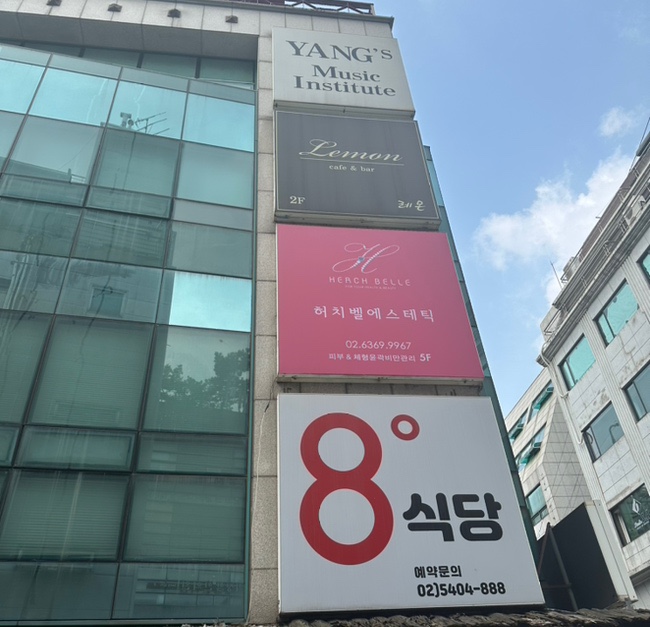 YANG'S
Music
Institute
Lemon
cafe & bar
2F 레몬
HERCH BELLE
허치벨에스테틱
02.6369.9967
피부 & 체형윤곽비만관리 5F
8°식당
예약문의
02)5404-888